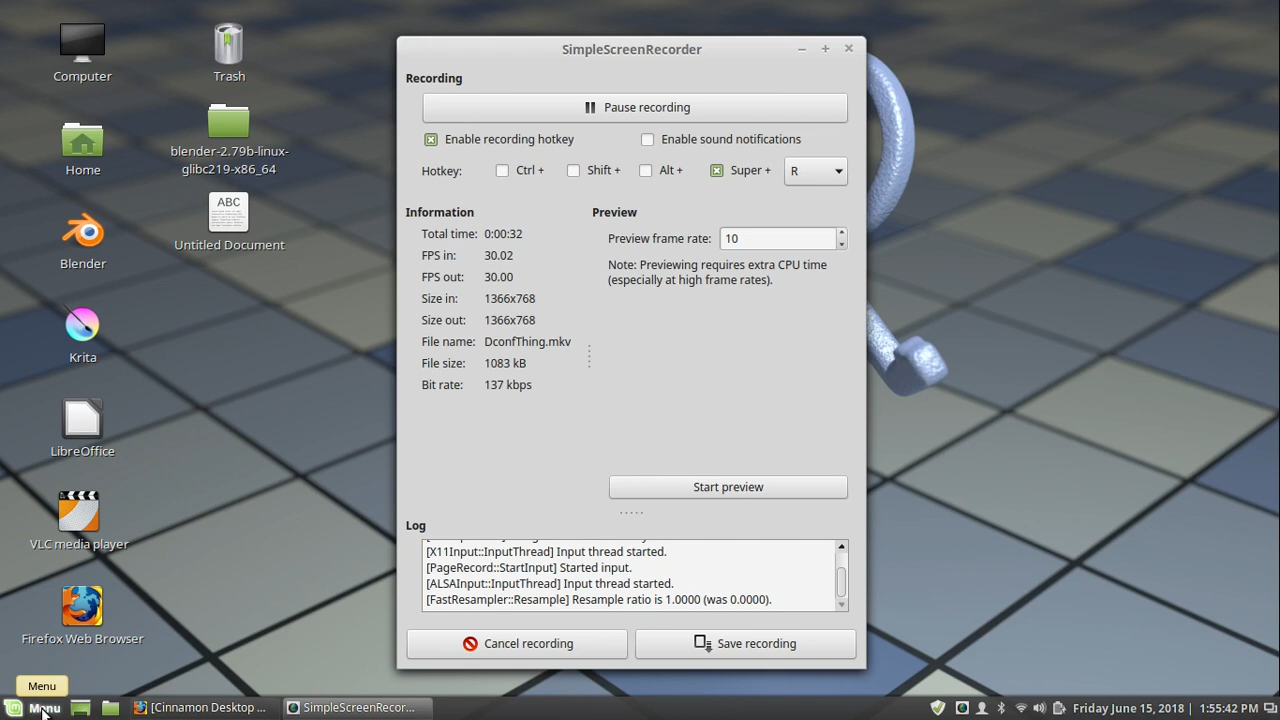 Computer
Trash
Home
blender-2.79b-linux-
glibc219-x86_64
Blender
ABC
Untitled Document
Krita
LibreOffice
VLC media player
Firefox Web Browser
SimpleScreenRecorder
Recording
Pause recording
Enable recording hotkey
Enable sound notifications
Hotkey: Ctrl + Shift + Alt + Super + R
Information
Total time: 0:00:32
FPS in: 30.02
FPS out: 30.00
Size in: 1366x768
Size out: 1366x768
File name: DconfThing.mkv
File size: 1083 kB
Bit rate: 137 kbps
Preview
Preview frame rate: 10
Note: Previewing requires extra CPU time
(especially at high frame rates).
Start preview
Log
[X11Input::InputThread] Input thread started.
[PageRecord::StartInput] Started input.
[ALSAInput::InputThread] Input thread started.
[FastResampler::Resample] Resample ratio is 1.0000 (was 0.0000).
Cancel recording
Save recording
Menu
Menu
[Cinnamon Desktop ...
SimpleScreenRecor...
Friday June 15, 2018 | 1:55:42 PM